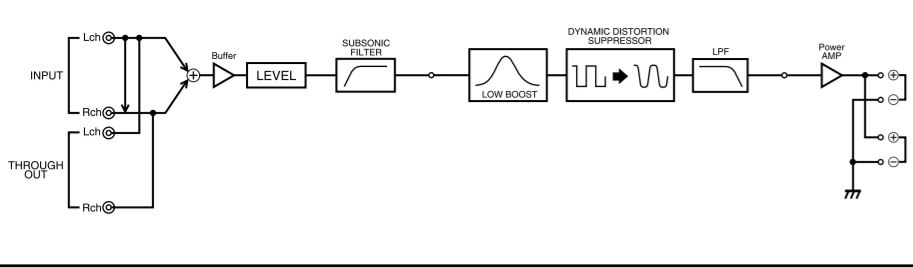 INPUT
Lch
Rch
THROUGH
OUT
Lch
Rch
+
Buffer
LEVEL
SUBSONIC
FILTER
LOW BOOST
DYNAMIC DISTORTION
SUPPRESSOR
LPF
Power
AMP
+
−
+
−